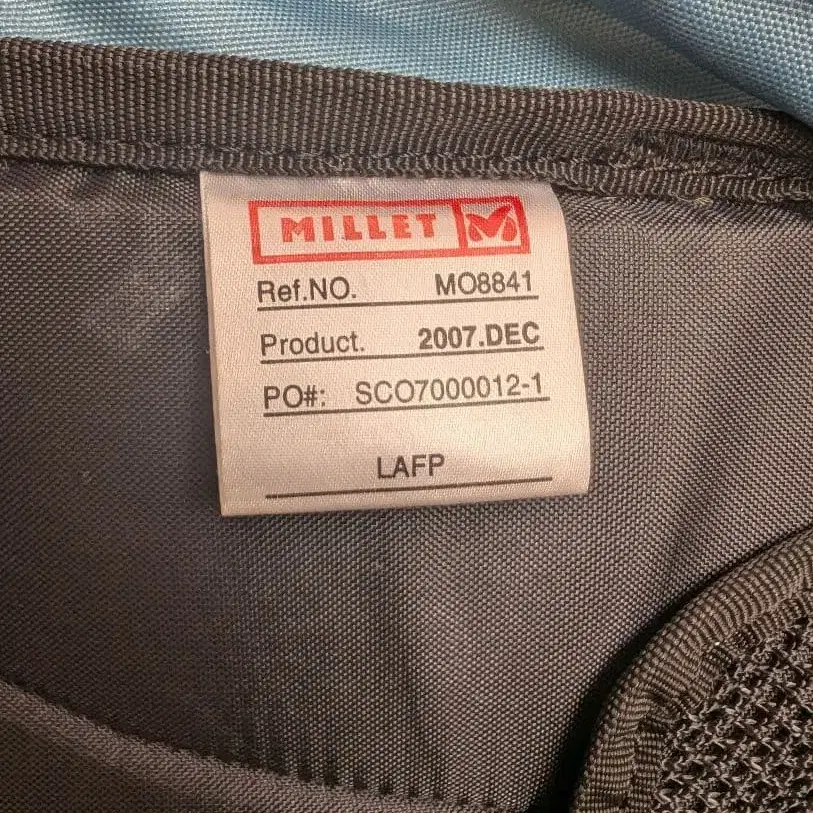 MILLET
Ref.NO. MO8841
Product. 2007.DEC
PO#: SCO7000012-1
LAFP